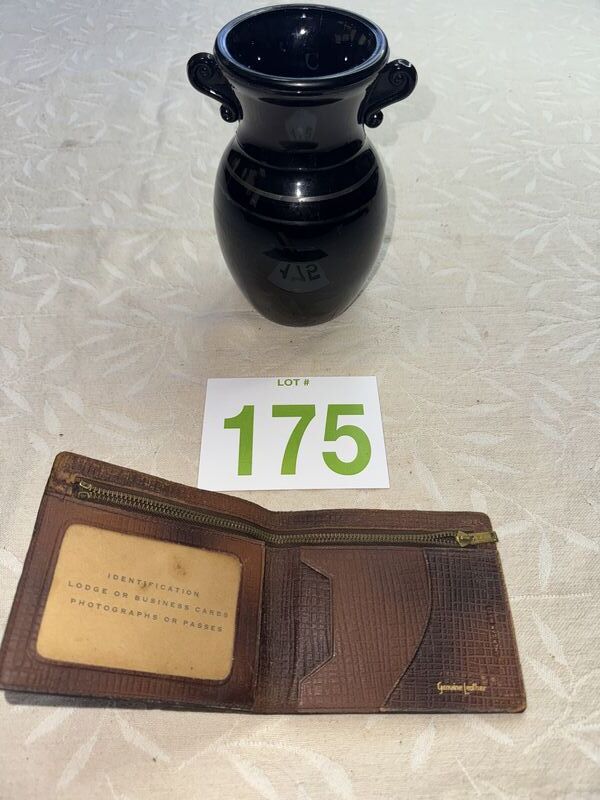 LOT #
175
IDENTIFICATION
LODGE OR BUSINESS CARDS
PHOTOGRAPHS OR PASSES
Genuine Leather